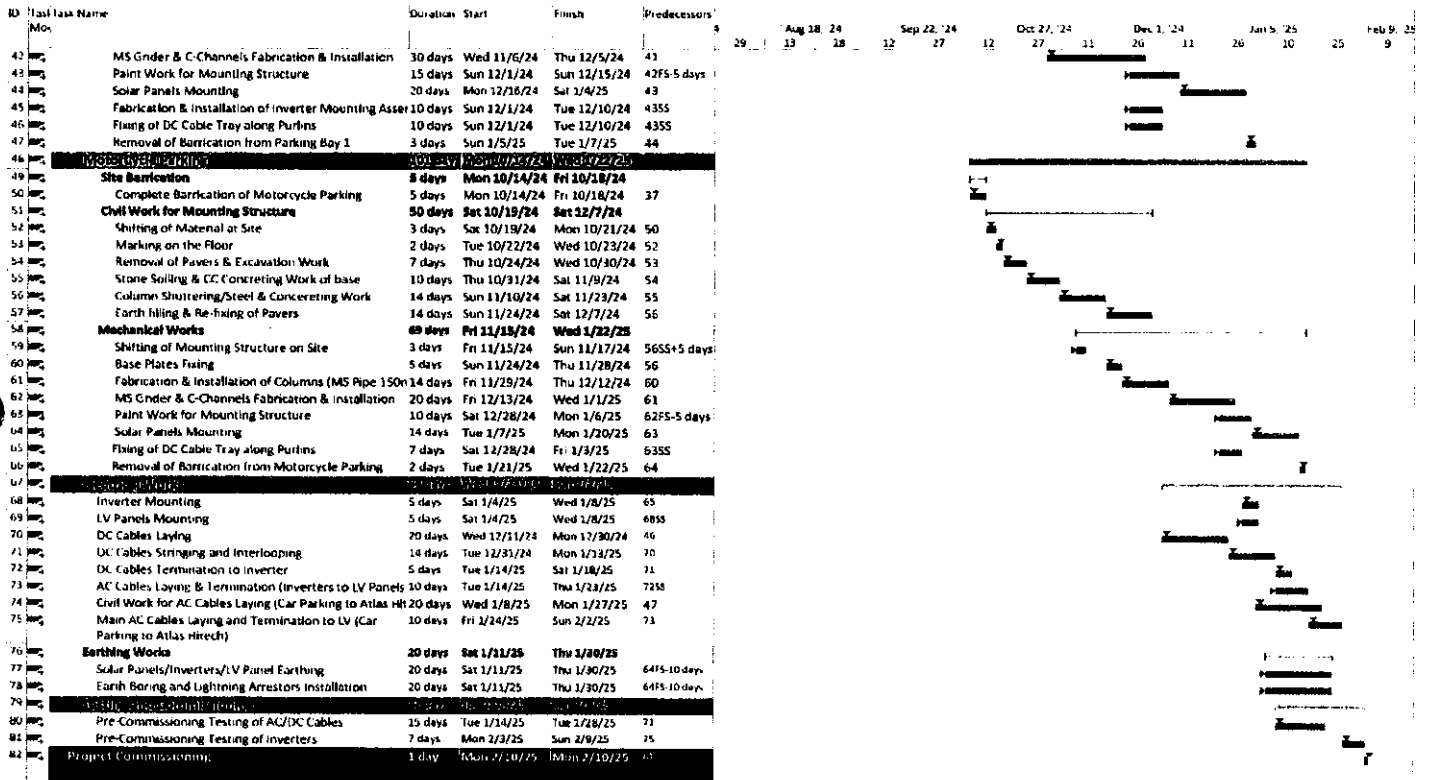 ID Task Task Name Duration Start Finish Predecessors
Mo
Aug 18, '24 Sep 22, '24 Oct 27, '24 Dec 1, '24 Jan 5, '25 Feb 9, '25
29 13 28 12 27 12 27 11 26 11 26 10 25 9
42 MS Girder & C-Channels Fabrication & Installation 30 days Wed 11/6/24 Thu 12/5/24 41
43 Paint Work for Mounting Structure 15 days Sun 12/1/24 Sun 12/15/24 42FS-5 days
44 Solar Panels Mounting 20 days Mon 12/16/24 Sat 1/4/25 43
45 Fabrication & Installation of Inverter Mounting Asser 10 days Sun 12/1/24 Tue 12/10/24 43SS
46 Fixing of DC Cable Tray along Purlins 10 days Sun 12/1/24 Tue 12/10/24 43SS
47 Removal of Barrication from Parking Bay 1 3 days Sun 1/5/25 Tue 1/7/25 44
48 Motorcycle Parking 101 day Mon 10/14/24 Wed 1/22/25
49 Site Barrication 5 days Mon 10/14/24 Fri 10/18/24
50 Complete Barrication of Motorcycle Parking 5 days Mon 10/14/24 Fri 10/18/24 37
51 Civil Work for Mounting Structure 50 days Sat 10/19/24 Sat 12/7/24
52 Shifting of Material at Site 3 days Sat 10/19/24 Mon 10/21/24 50
53 Marking on the Floor 2 days Tue 10/22/24 Wed 10/23/24 52
54 Removal of Pavers & Excavation Work 7 days Thu 10/24/24 Wed 10/30/24 53
55 Stone Soiling & CC Concreting Work of base 10 days Thu 10/31/24 Sat 11/9/24 54
56 Column Shuttering/Steel & Concereting Work 14 days Sun 11/10/24 Sat 11/23/24 55
57 Earth filling & Re-fixing of Pavers 14 days Sun 11/24/24 Sat 12/7/24 56
58 Mechanical Works 69 days Fri 11/15/24 Wed 1/22/25
59 Shifting of Mounting Structure on Site 3 days Fri 11/15/24 Sun 11/17/24 56SS+5 days
60 Base Plates Fixing 5 days Sun 11/24/24 Thu 11/28/24 56
61 Fabrication & Installation of Columns (MS Pipe 150n 14 days Fri 11/29/24 Thu 12/12/24 60
62 MS Girder & C-Channels Fabrication & Installation 20 days Fri 12/13/24 Wed 1/1/25 61
63 Paint Work for Mounting Structure 10 days Sat 12/28/24 Mon 1/6/25 62FS-5 days
64 Solar Panels Mounting 14 days Tue 1/7/25 Mon 1/20/25 63
65 Fixing of DC Cable Tray along Purlins 7 days Sat 12/28/24 Fri 1/3/25 63SS
66 Removal of Barrication from Motorcycle Parking 2 days Tue 1/21/25 Wed 1/22/25 64
67
68 Inverter Mounting 5 days Sat 1/4/25 Wed 1/8/25 65
69 LV Panels Mounting 5 days Sat 1/4/25 Wed 1/8/25 68SS
70 DC Cables Laying 20 days Wed 12/11/24 Mon 12/30/24 46
71 DC Cables Stringing and Interlooping 14 days Tue 12/31/24 Mon 1/13/25 70
72 DC Cables Termination to Inverter 5 days Tue 1/14/25 Sat 1/18/25 71
73 AC Cables Laying & Termination (Inverters to LV Panels 10 days Tue 1/14/25 Thu 1/23/25 72SS
74 Civil Work for AC Cables Laying (Car Parking to Atlas Hit 20 days Wed 1/8/25 Mon 1/27/25 47
75 Main AC Cables Laying and Termination to LV (Car 10 days Fri 1/24/25 Sun 2/2/25 73
Parking to Atlas Hitech)
76 Earthing Works 20 days Sat 1/11/25 Thu 1/30/25
77 Solar Panels/Inverters/LV Panel Earthing 20 days Sat 1/11/25 Thu 1/30/25 64FS-10 days
78 Earth Boring and Lightning Arrestors Installation 20 days Sat 1/11/25 Thu 1/30/25 64FS-10 days
79
80 Pre-Commissioning Testing of AC/DC Cables 15 days Tue 1/14/25 Tue 1/28/25 71
81 Pre-Commissioning Testing of Inverters 7 days Mon 2/3/25 Sun 2/9/25 75
82 Project Commissioning 1 day Mon 2/10/25 Mon 2/10/25